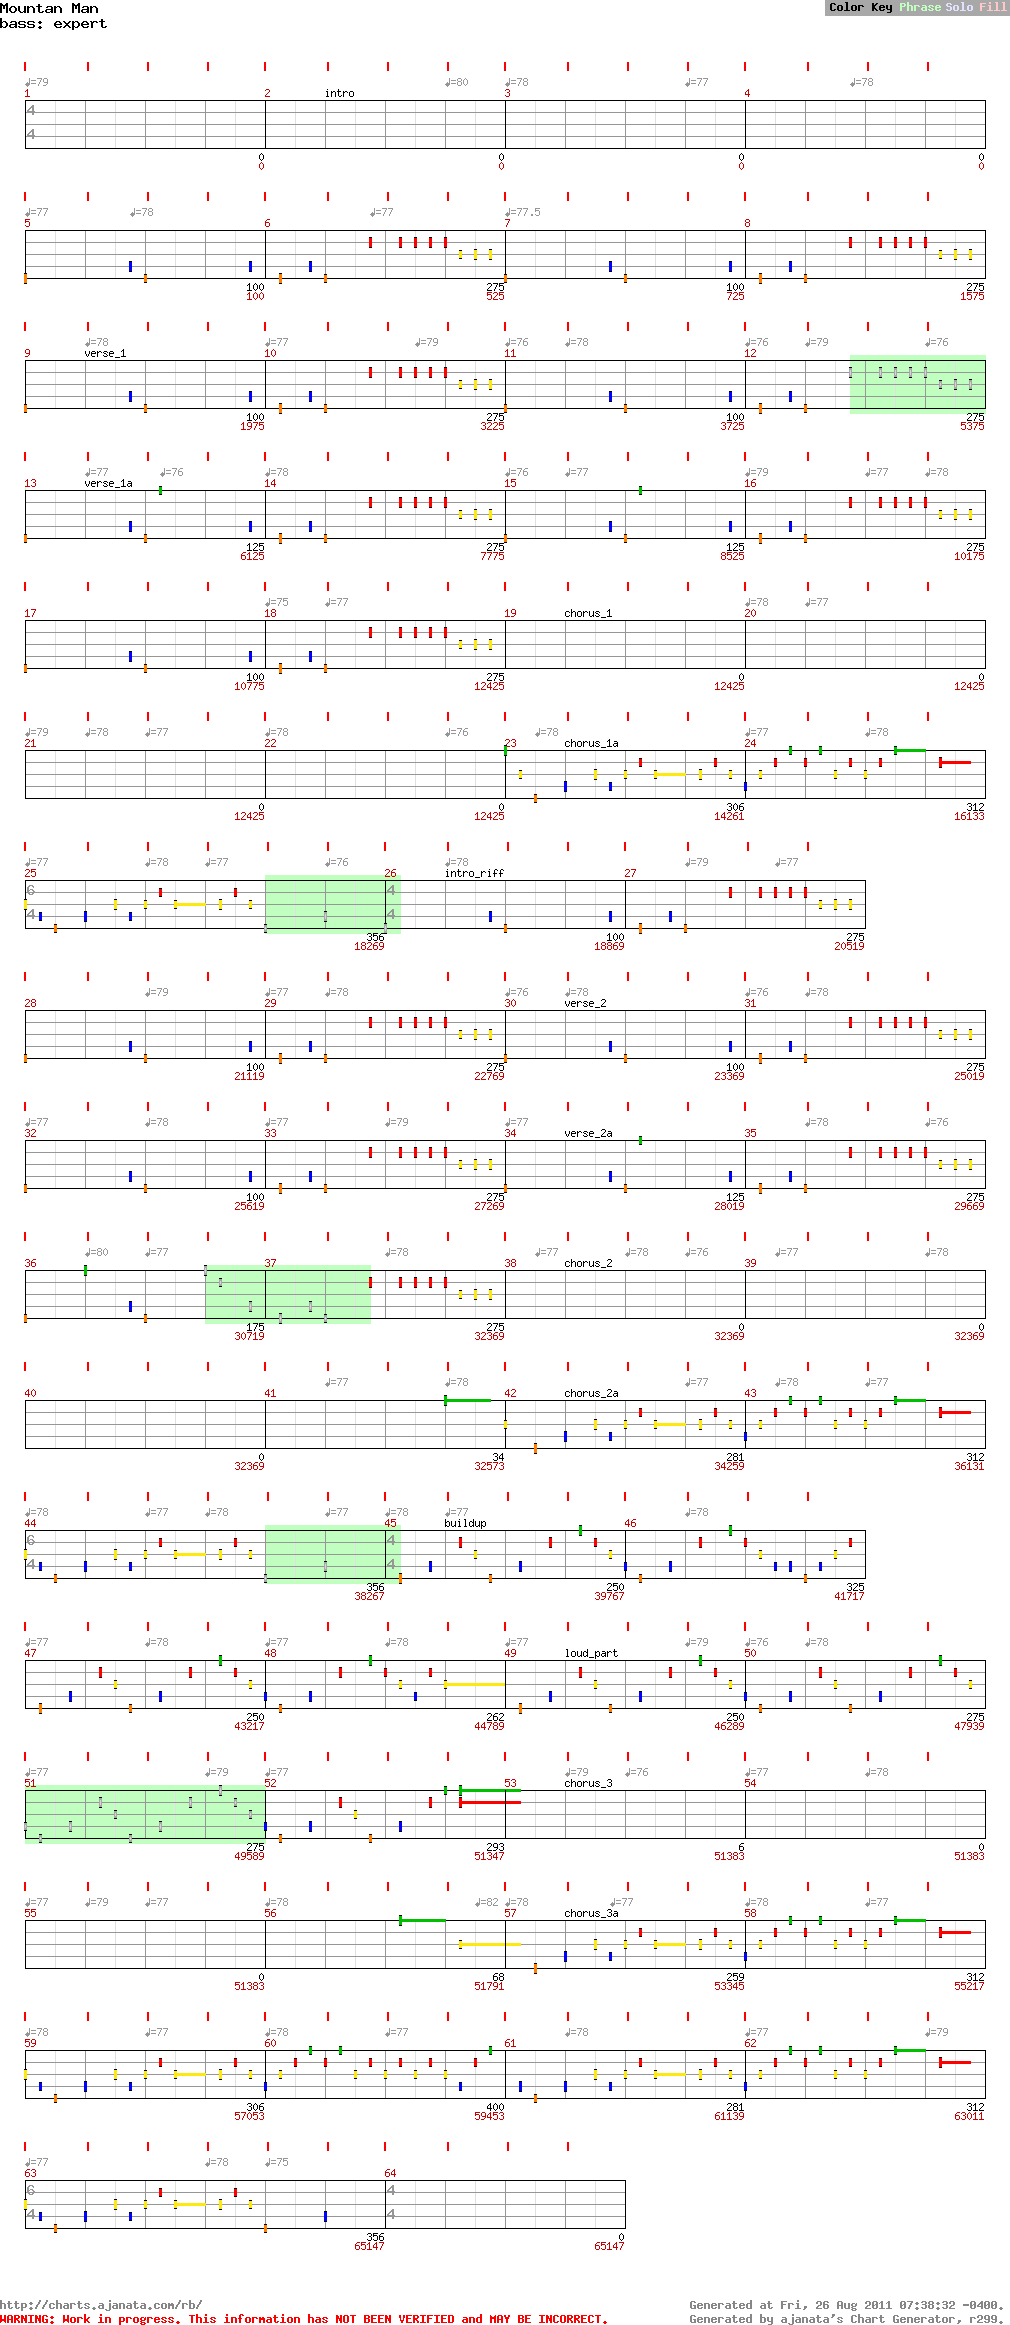 Mountan Man
bass: expert
Color Key Phrase Solo Fill
♩=79 ♩=80 ♩=78 ♩=77 ♩=78
1 2 intro 3 4
4
4
0 0 0 0
0 0 0 0
♩=77 ♩=78 ♩=77 ♩=77.5
5 6 7 8
100 275 100 275
100 525 725 1575
♩=78 ♩=77 ♩=79 ♩=76 ♩=78 ♩=76 ♩=79 ♩=76
9 verse_1 10 11 12
100 275 100 275
1975 3225 3725 5375
♩=77 ♩=76 ♩=78 ♩=76 ♩=77 ♩=79 ♩=77 ♩=78
13 verse_1a 14 15 16
125 275 125 275
6125 7775 8525 10175
♩=75 ♩=77 ♩=78 ♩=77
17 18 19 chorus_1 20
100 275 0 0
10775 12425 12425 12425
♩=79 ♩=78 ♩=77 ♩=78 ♩=76 ♩=78 ♩=78
21 22 23 chorus_1a 24
0 0 306 312
12425 12425 14261 16133
♩=77 ♩=78 ♩=77 ♩=76 ♩=78 ♩=79 ♩=77
25 26 intro_riff 27
6 4
4 4
356 100 275
18269 18869 20519
♩=79 ♩=77 ♩=78 ♩=76 ♩=78 ♩=76 ♩=78
28 29 30 verse_2 31
100 275 100 275
21119 22769 23369 25019
♩=77 ♩=78 ♩=77 ♩=79 ♩=77 ♩=78 ♩=76
32 33 34 verse_2a 35
100 275 125 275
25619 27269 28019 29669
♩=80 ♩=77 ♩=78 ♩=77 ♩=78 ♩=76 ♩=77 ♩=78
36 37 38 chorus_2 39
175 275 0 0
30719 32369 32369 32369
♩=77 ♩=78 ♩=77 ♩=78 ♩=77
40 41 42 chorus_2a 43
0 34 281 312
32369 32573 34259 36131
♩=78 ♩=77 ♩=78 ♩=77 ♩=78 ♩=77 ♩=78
44 45 buildup 46
6 4
4 4
356 250 325
38267 39767 41717
♩=77 ♩=78 ♩=77 ♩=78 ♩=77 ♩=79 ♩=76 ♩=78
47 48 49 loud_part 50
250 262 250 275
43217 44789 46289 47939
♩=77 ♩=78 ♩=79 ♩=77 ♩=79 ♩=76 ♩=77 ♩=78
51 52 53 chorus_3 54
275 293 6 0
49589 51347 51383 51383
♩=77 ♩=79 ♩=77 ♩=78 ♩=82 ♩=78 ♩=77 ♩=78 ♩=77
55 56 57 chorus_3a 58
0 68 259 312
51383 51791 53345 55217
♩=78 ♩=77 ♩=78 ♩=77 ♩=78 ♩=77 ♩=79
59 60 61 62
306 400 281 312
57053 59453 61139 63011
♩=77 ♩=78 ♩=75
63 64
6 4
4 4
356 0
65147 65147
http://charts.ajanata.com/rb/ Generated at Fri, 26 Aug 2011 07:38:32 -0400.
WARNING: Work in progress. This information has NOT BEEN VERIFIED and MAY BE INCORRECT. Generated by ajanata's Chart Generator, r299.